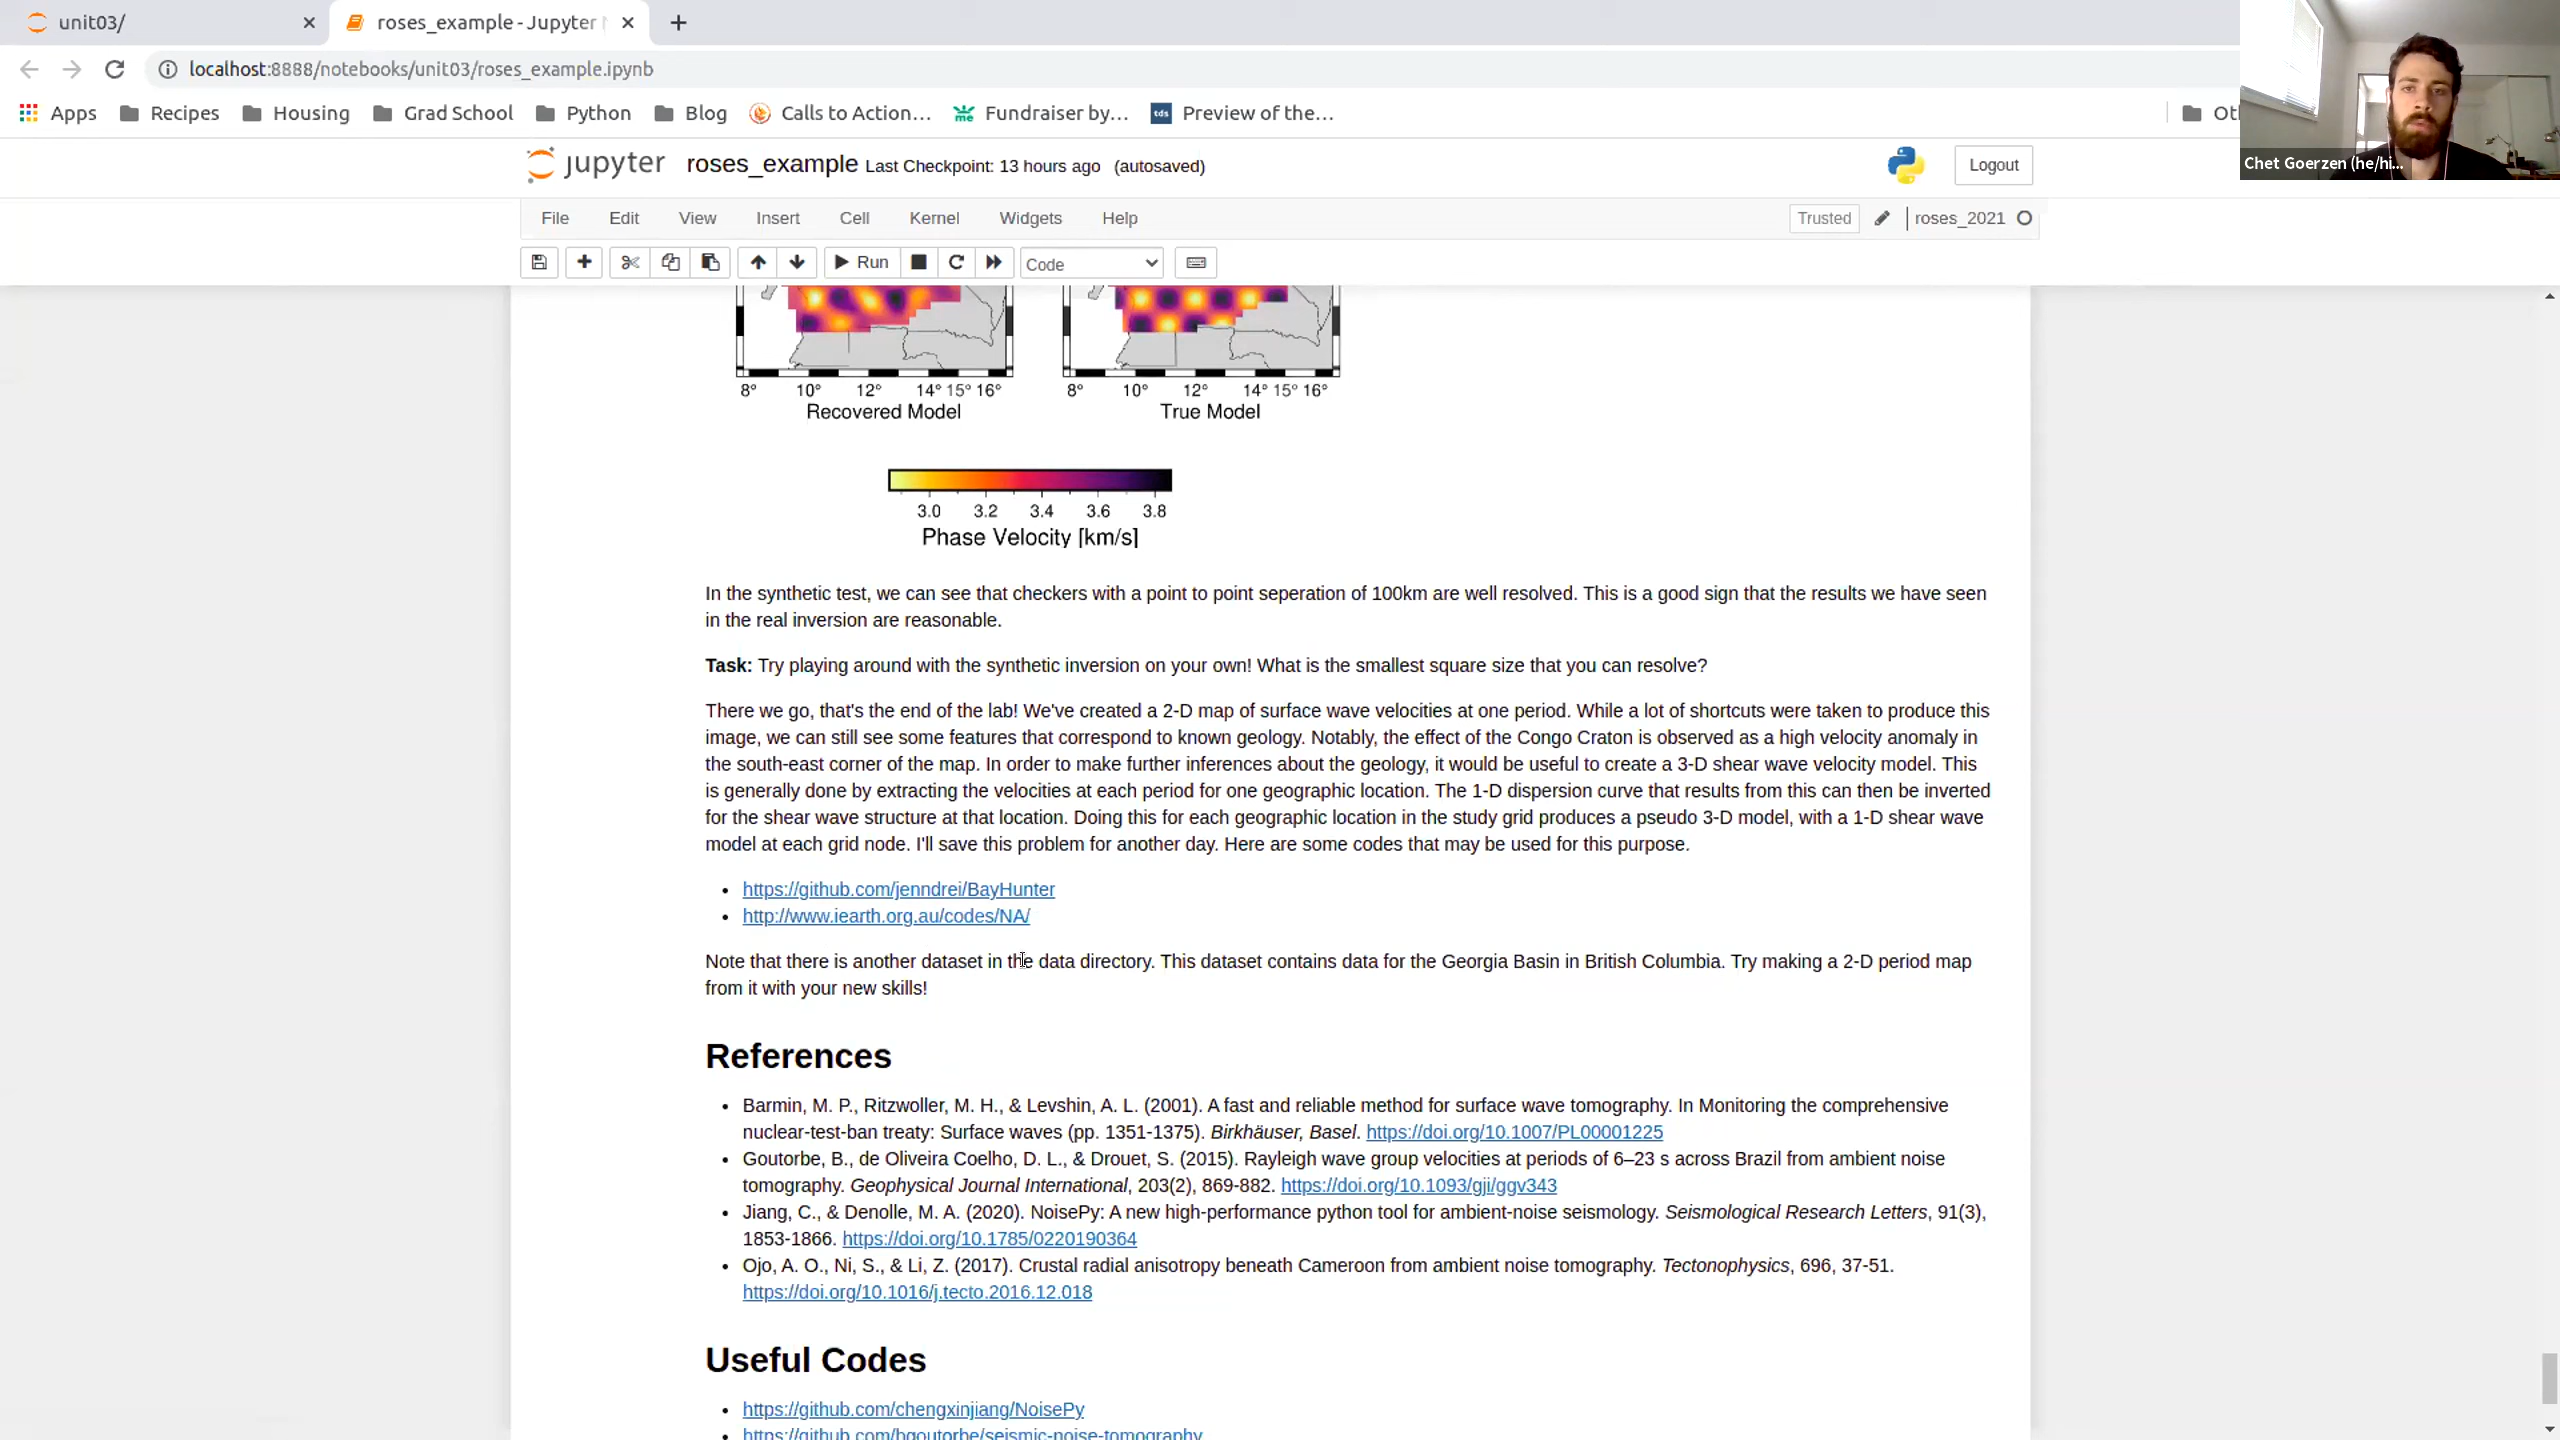 unit03/
roses_example - Jupyter
localhost:8888/notebooks/unit03/roses_example.ipynb
Apps Recipes Housing Grad School Python Blog Calls to Action... Fundraiser by... tds Preview of the...
Chet Goerzen (he/hi...
jupyter roses_example Last Checkpoint: 13 hours ago (autosaved) Logout
File Edit View Insert Cell Kernel Widgets Help Trusted roses_2021
Run Code
8° 10° 12° 14° 15° 16° 8° 10° 12° 14° 15° 16°
Recovered Model True Model
3.0 3.2 3.4 3.6 3.8
Phase Velocity [km/s]
In the synthetic test, we can see that checkers with a point to point seperation of 100km are well resolved. This is a good sign that the results we have seen
in the real inversion are reasonable.
Task: Try playing around with the synthetic inversion on your own! What is the smallest square size that you can resolve?
There we go, that's the end of the lab! We've created a 2-D map of surface wave velocities at one period. While a lot of shortcuts were taken to produce this
image, we can still see some features that correspond to known geology. Notably, the effect of the Congo Craton is observed as a high velocity anomaly in
the south-east corner of the map. In order to make further inferences about the geology, it would be useful to create a 3-D shear wave velocity model. This
is generally done by extracting the velocities at each period for one geographic location. The 1-D dispersion curve that results from this can then be inverted
for the shear wave structure at that location. Doing this for each geographic location in the study grid produces a pseudo 3-D model, with a 1-D shear wave
model at each grid node. I'll save this problem for another day. Here are some codes that may be used for this purpose.
https://github.com/jenndrei/BayHunter
http://www.iearth.org.au/codes/NA/
Note that there is another dataset in the data directory. This dataset contains data for the Georgia Basin in British Columbia. Try making a 2-D period map
from it with your new skills!
References
Barmin, M. P., Ritzwoller, M. H., & Levshin, A. L. (2001). A fast and reliable method for surface wave tomography. In Monitoring the comprehensive
nuclear-test-ban treaty: Surface waves (pp. 1351-1375). Birkhäuser, Basel. https://doi.org/10.1007/PL00001225
Goutorbe, B., de Oliveira Coelho, D. L., & Drouet, S. (2015). Rayleigh wave group velocities at periods of 6–23 s across Brazil from ambient noise
tomography. Geophysical Journal International, 203(2), 869-882. https://doi.org/10.1093/gji/ggv343
Jiang, C., & Denolle, M. A. (2020). NoisePy: A new high-performance python tool for ambient-noise seismology. Seismological Research Letters, 91(3),
1853-1866. https://doi.org/10.1785/0220190364
Ojo, A. O., Ni, S., & Li, Z. (2017). Crustal radial anisotropy beneath Cameroon from ambient noise tomography. Tectonophysics, 696, 37-51.
https://doi.org/10.1016/j.tecto.2016.12.018
Useful Codes
https://github.com/chengxinjiang/NoisePy
https://github.com/bgoutorbe/seismic-noise-tomography